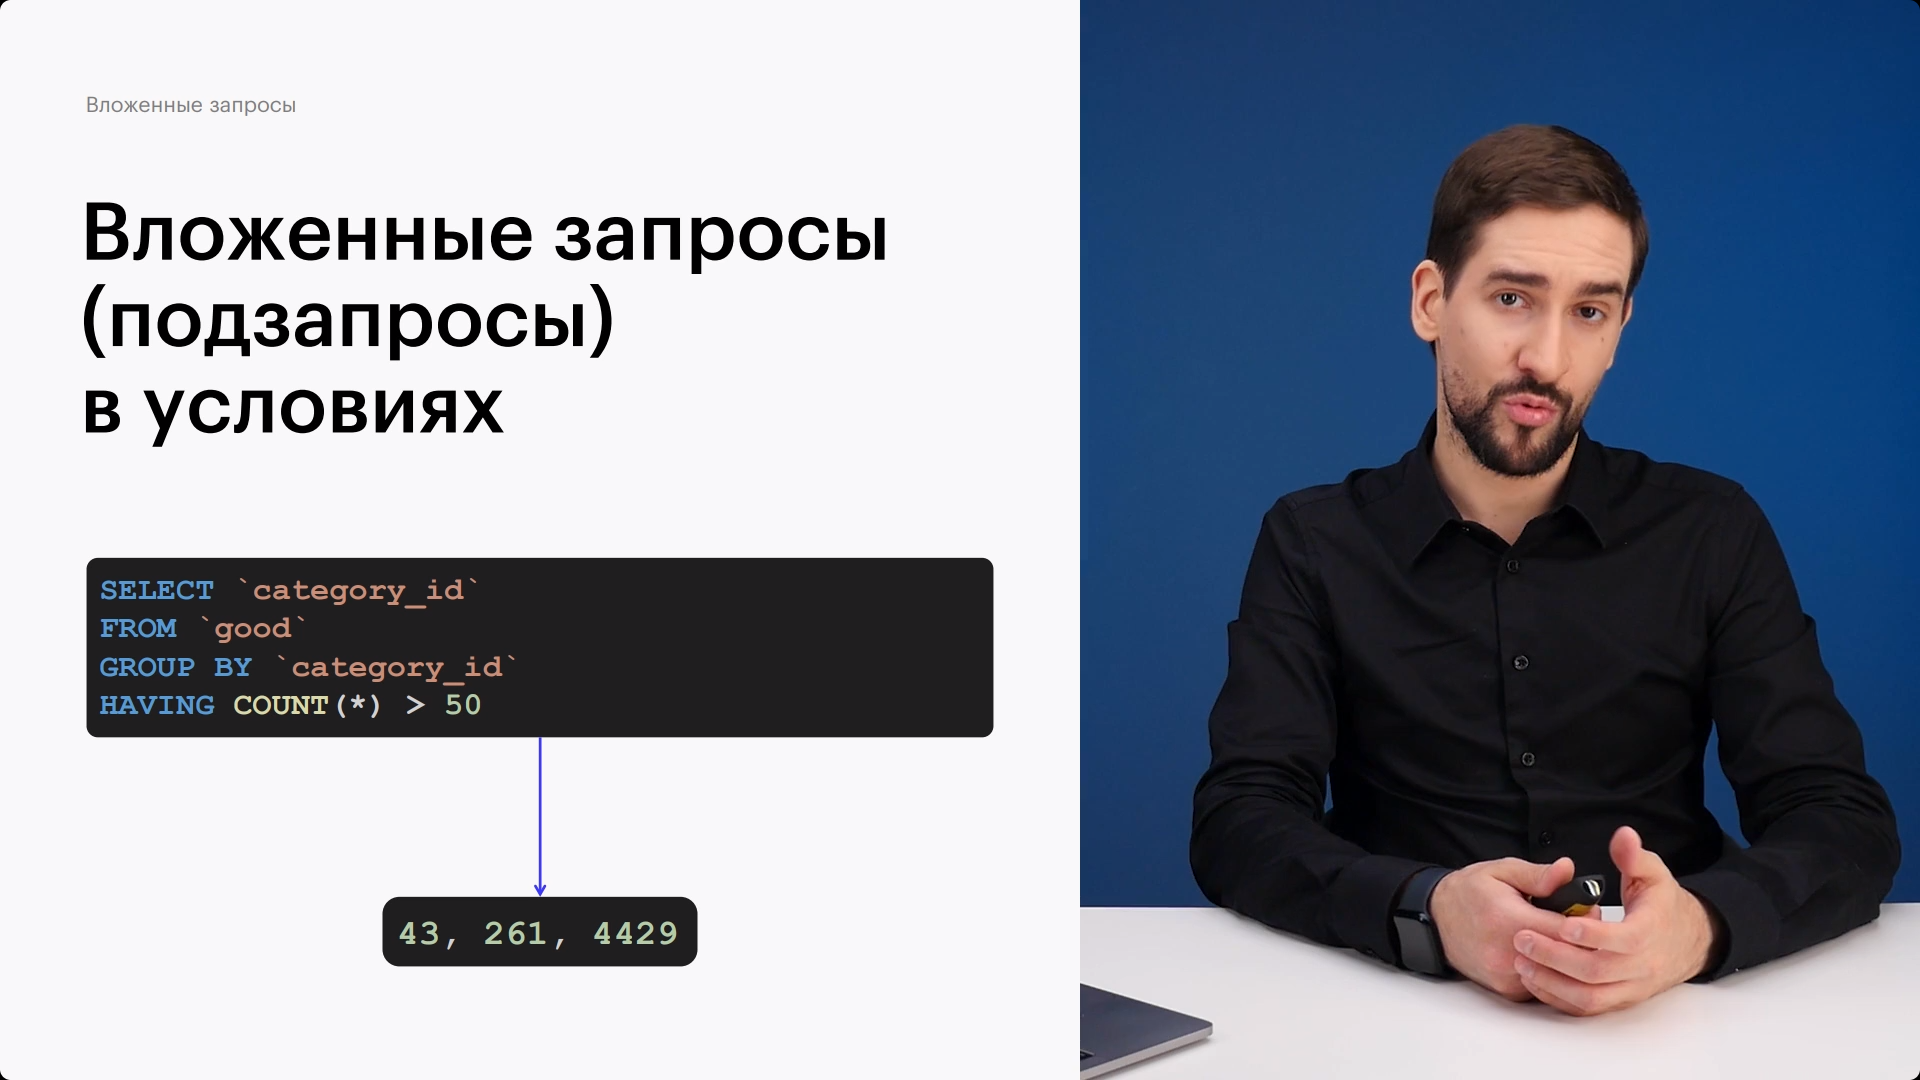 Вложенные запросы
Вложенные запросы
(подзапросы)
в условиях
SELECT `category_id`
FROM `good`
GROUP BY `category_id`
HAVING COUNT(*) > 50
43, 261, 4429